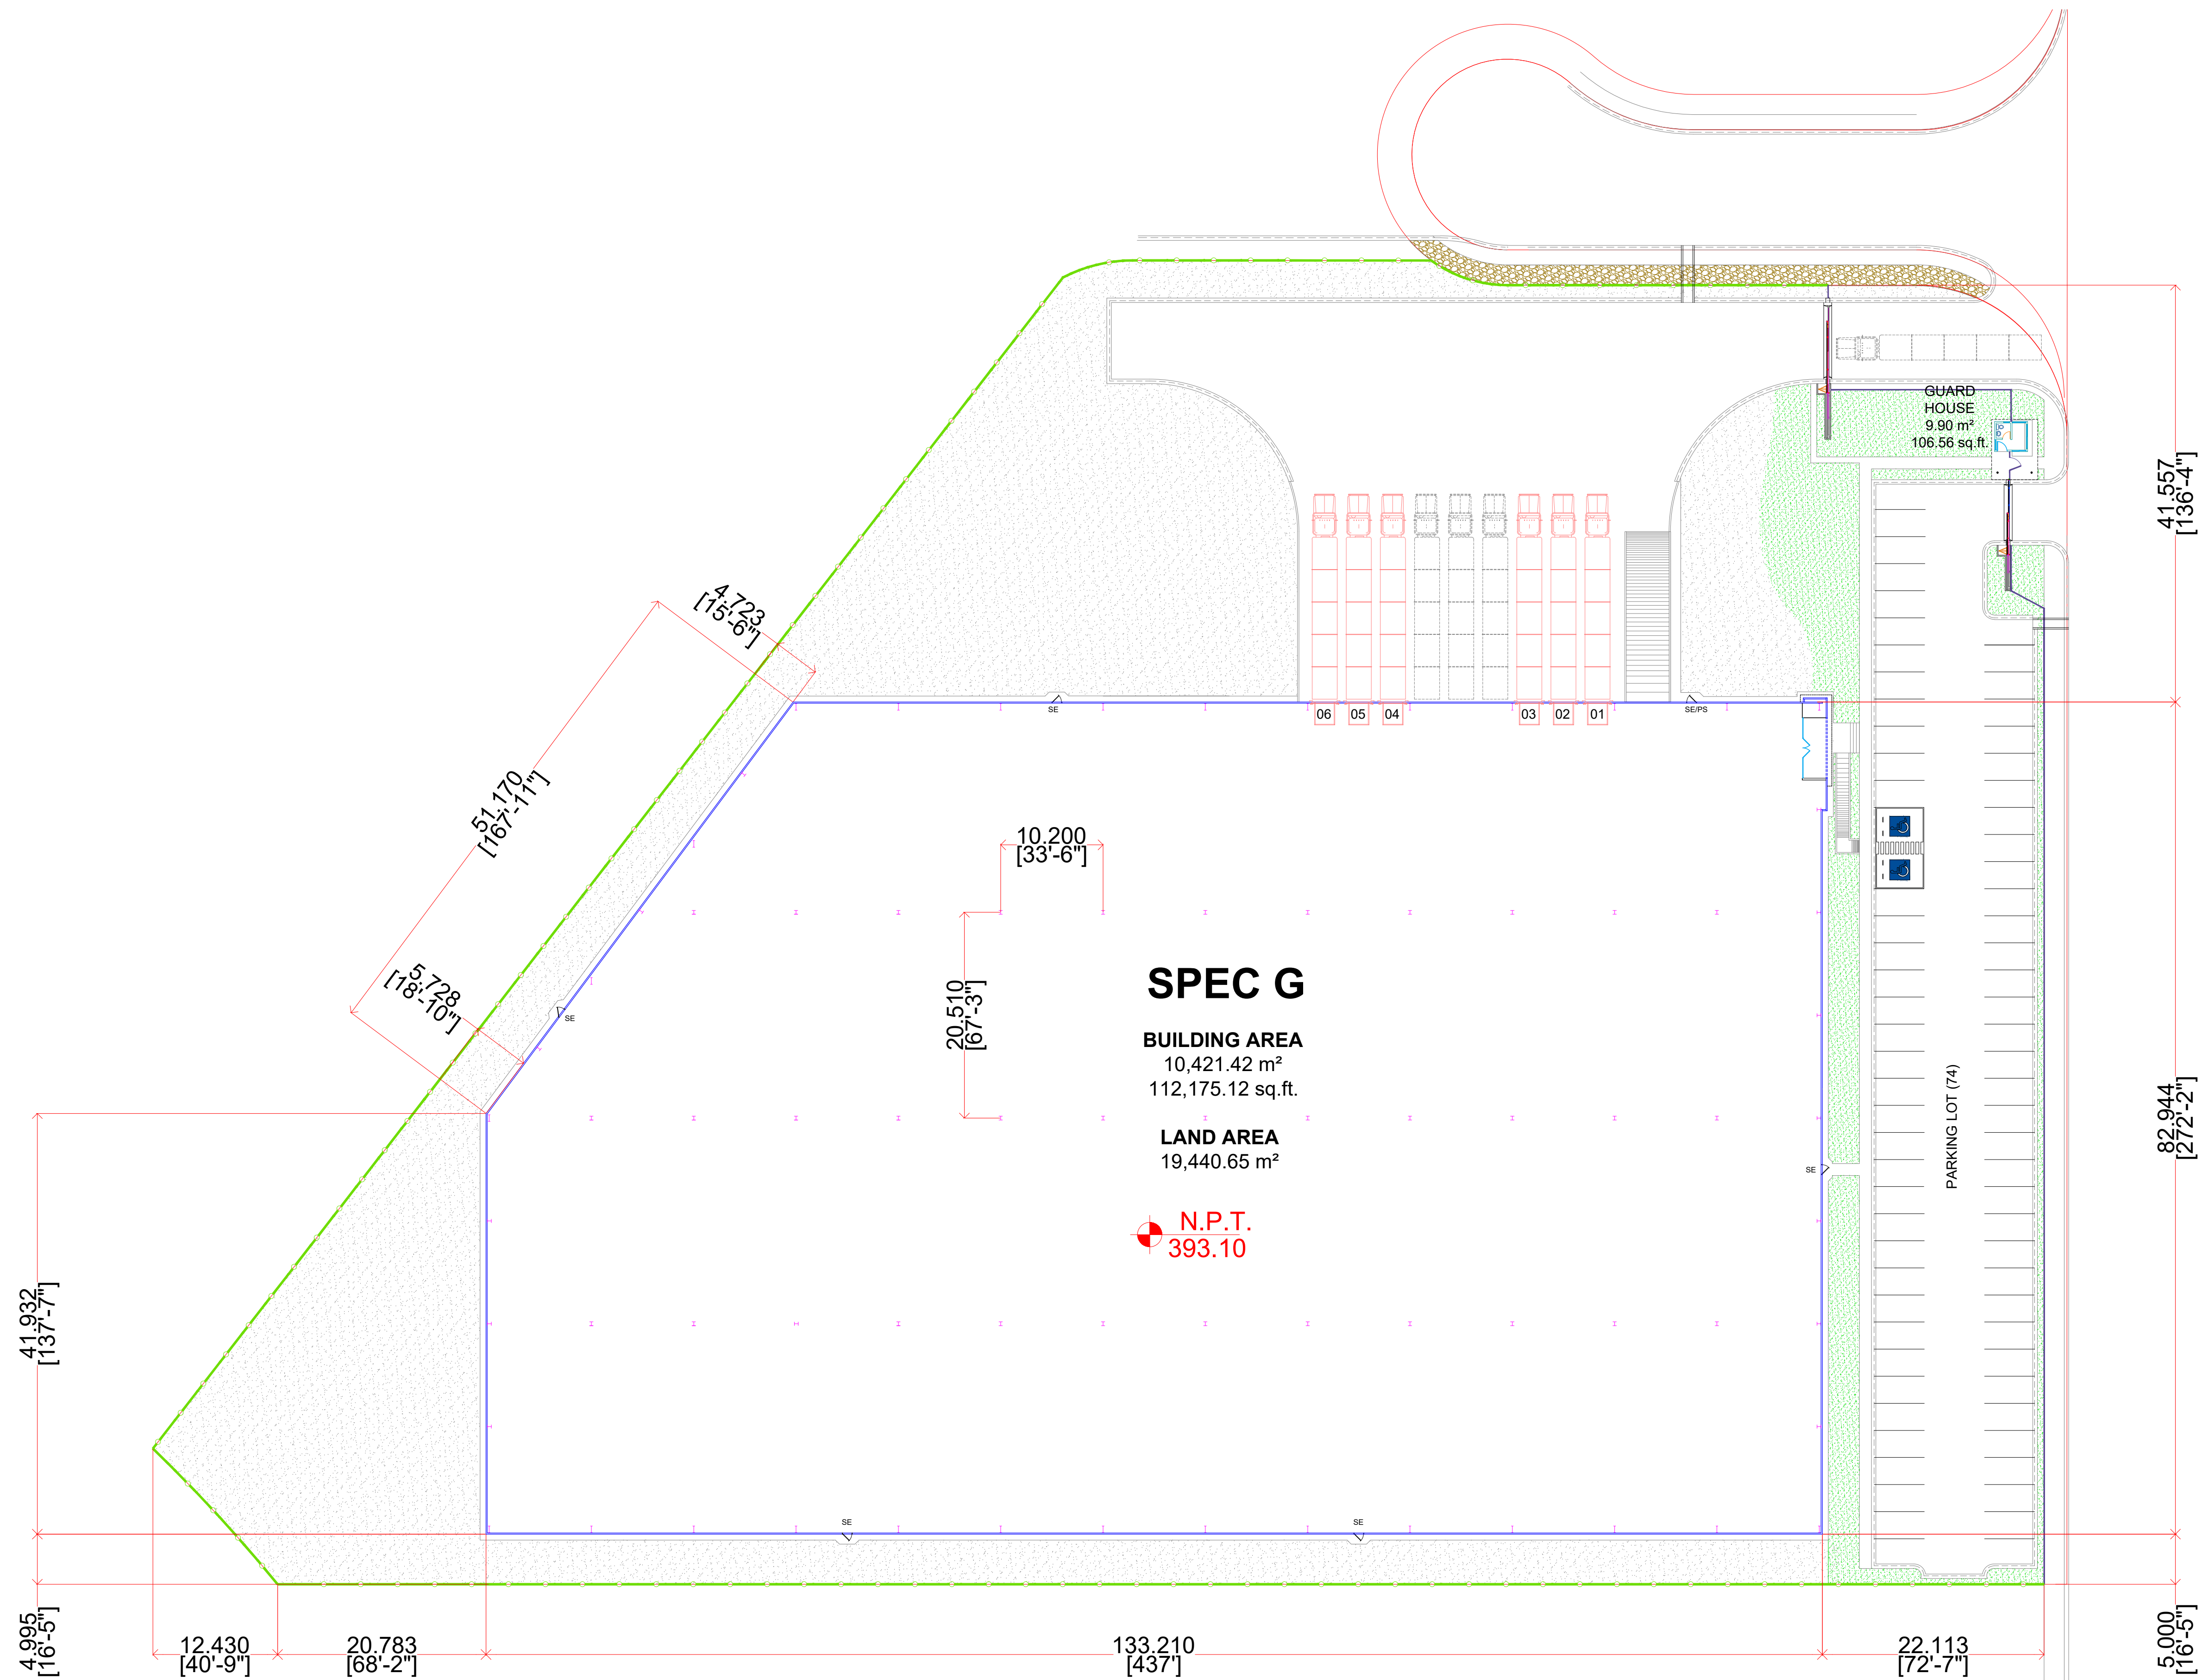 GUARD
HOUSE
9.90 m²
106.56 sq.ft.
41.557
[136'-4"]
4.723
[15'-6"]
06
05
04
03
02
01
SE
SE/PS
51.170
[167'-11"]
10.200
[33'-6"]
5.728
[18'-10"]
SE
20.510
[67'-3"]
SPEC G
BUILDING AREA
10,421.42 m²
112,175.12 sq.ft.
LAND AREA
19,440.65 m²
N.P.T.
393.10
SE
PARKING LOT (74)
82.944
[272'-2"]
41.932
[137'-7"]
SE
SE
4.995
[16'-5"]
12.430
[40'-9"]
20.783
[68'-2"]
133.210
[437']
22.113
[72'-7"]
5.000
[16'-5"]